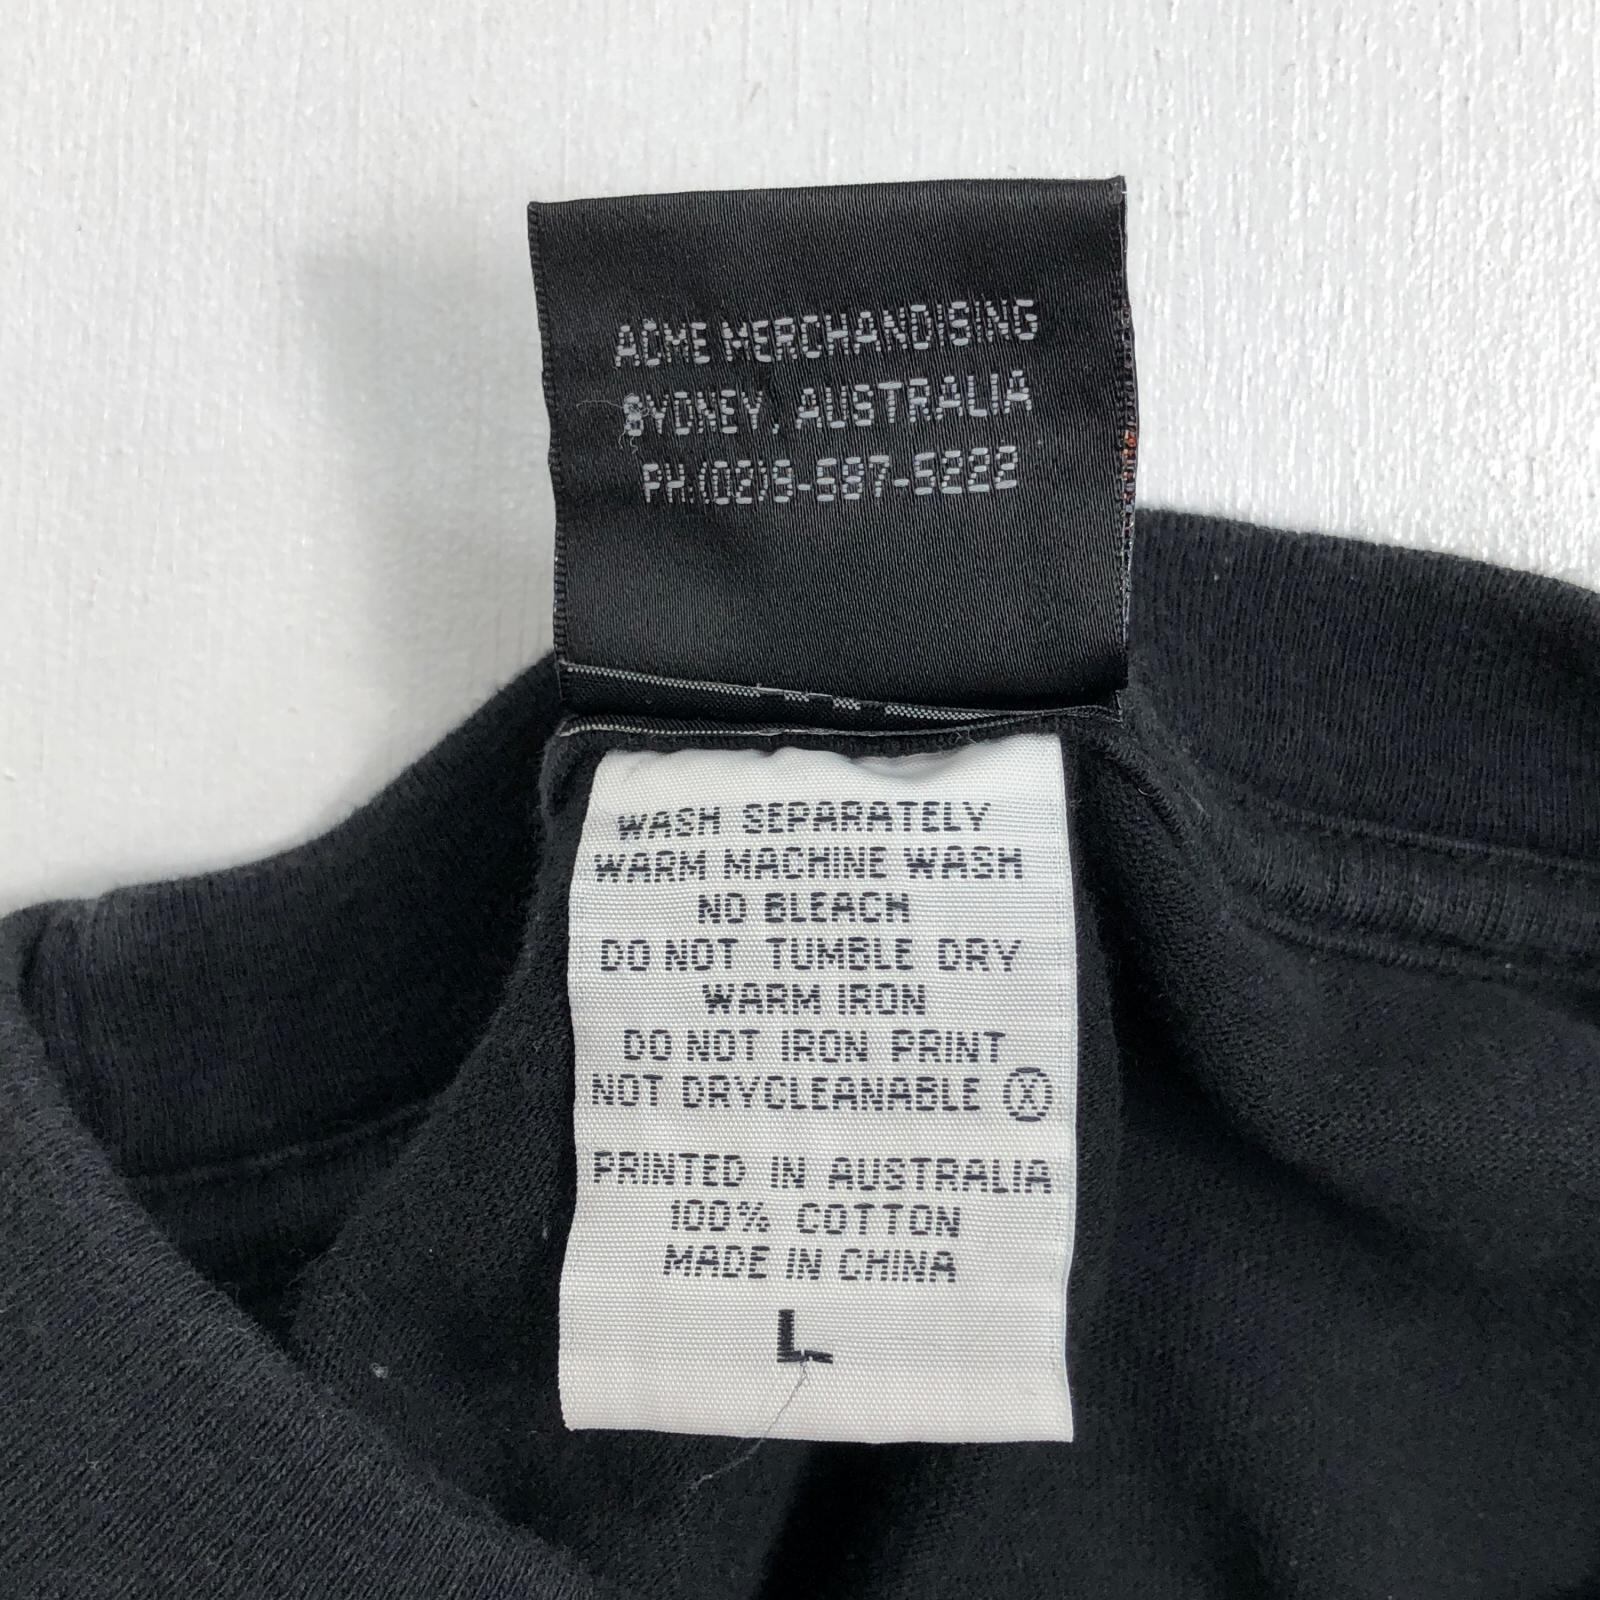 ACME MERCHANDISING
SYDNEY, AUSTRALIA
PH:(02)9-587-5222
WASH SEPARATELY
WARM MACHINE WASH
NO BLEACH
DO NOT TUMBLE DRY
WARM IRON
DO NOT IRON PRINT
NOT DRYCLEANABLE Ⓧ
PRINTED IN AUSTRALIA
100% COTTON
MADE IN CHINA
L